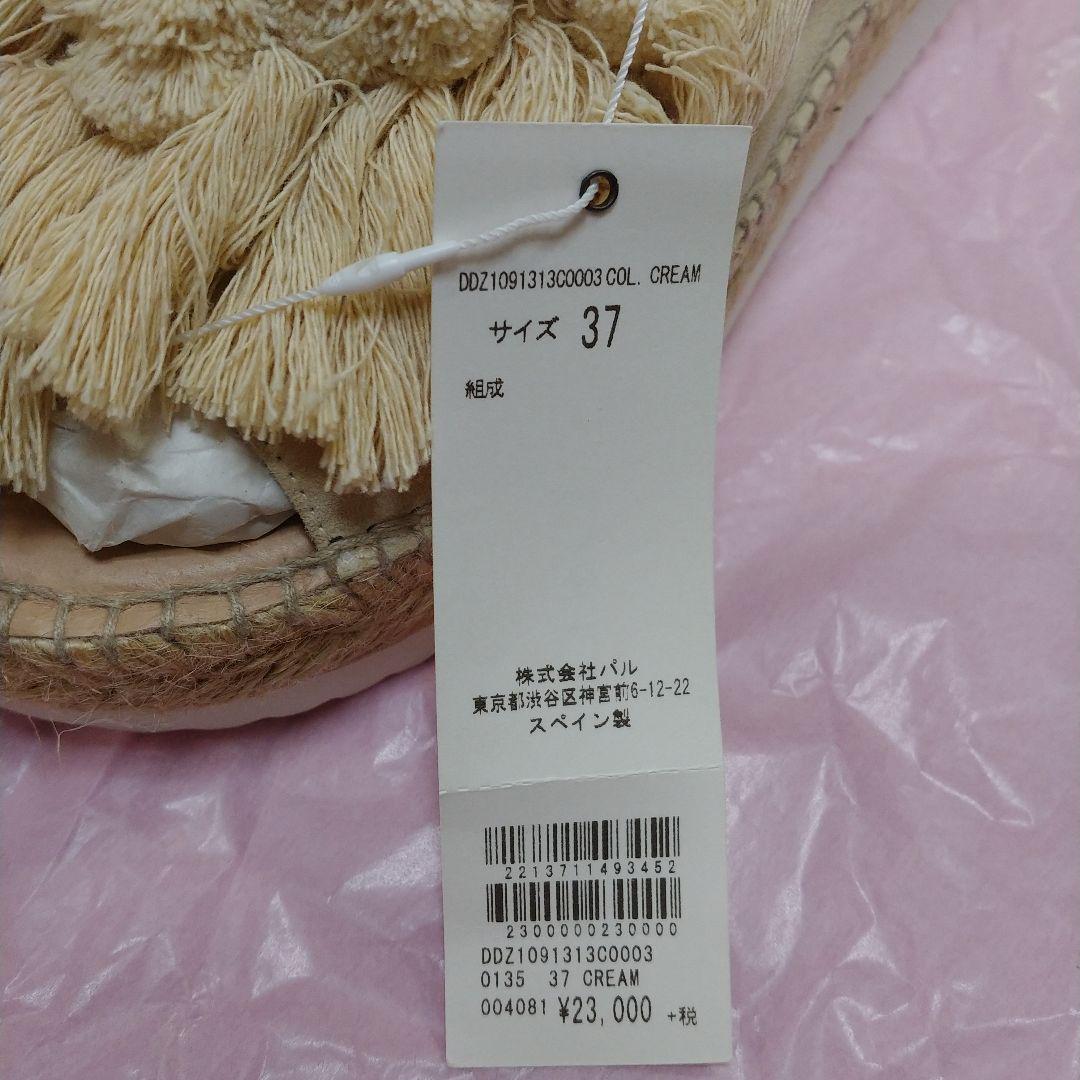 DDZ1091313C0003 COL. CREAM
サイズ 37
組成
株式会社パル
東京都渋谷区神宮前6-12-22
スペイン製
2213711493452
2300000230000
DDZ1091313C0003
0135 37 CREAM
004081 ¥23,000 +税